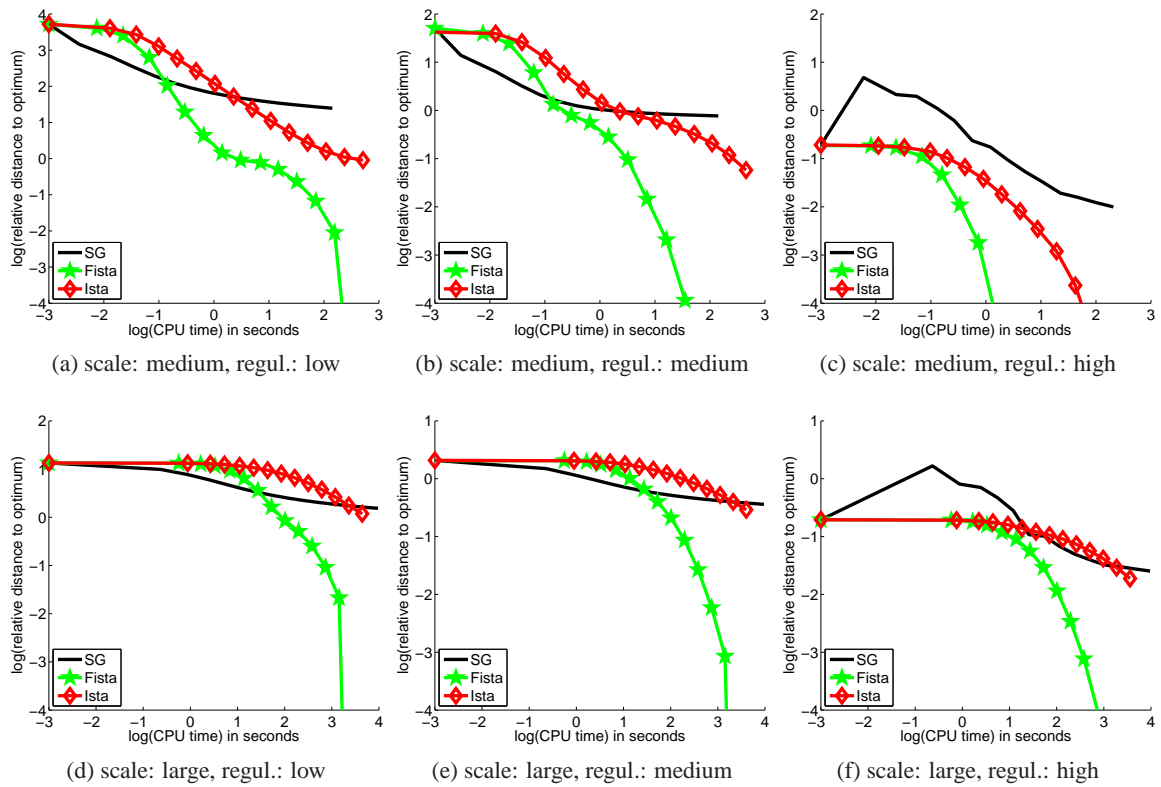 log(relative distance to optimum)
4
3
2
1
0
−1
−2
−3
−4
SG
Fista
Ista
−3 −2 −1 0 1 2 3
log(CPU time) in seconds
(a) scale: medium, regul.: low
log(relative distance to optimum)
2
1
0
−1
−2
−3
−4
SG
Fista
Ista
−3 −2 −1 0 1 2 3
log(CPU time) in seconds
(b) scale: medium, regul.: medium
log(relative distance to optimum)
2
1
0
−1
−2
−3
−4
SG
Fista
Ista
−3 −2 −1 0 1 2 3
log(CPU time) in seconds
(c) scale: medium, regul.: high
log(relative distance to optimum)
2
1
0
−1
−2
−3
−4
SG
Fista
Ista
−3 −2 −1 0 1 2 3 4
log(CPU time) in seconds
(d) scale: large, regul.: low
log(relative distance to optimum)
1
0
−1
−2
−3
−4
SG
Fista
Ista
−3 −2 −1 0 1 2 3 4
log(CPU time) in seconds
(e) scale: large, regul.: medium
log(relative distance to optimum)
1
0
−1
−2
−3
−4
SG
Fista
Ista
−3 −2 −1 0 1 2 3 4
log(CPU time) in seconds
(f) scale: large, regul.: high